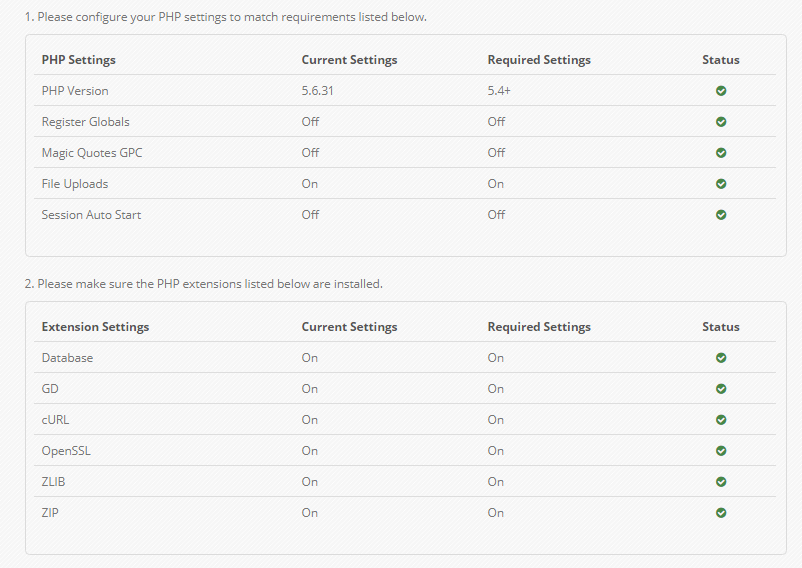 1. Please configure your PHP settings to match requirements listed below.
PHP Settings Current Settings Required Settings Status
PHP Version 5.6.31 5.4+
Register Globals Off Off
Magic Quotes GPC Off Off
File Uploads On On
Session Auto Start Off Off
2. Please make sure the PHP extensions listed below are installed.
Extension Settings Current Settings Required Settings Status
Database On On
GD On On
cURL On On
OpenSSL On On
ZLIB On On
ZIP On On